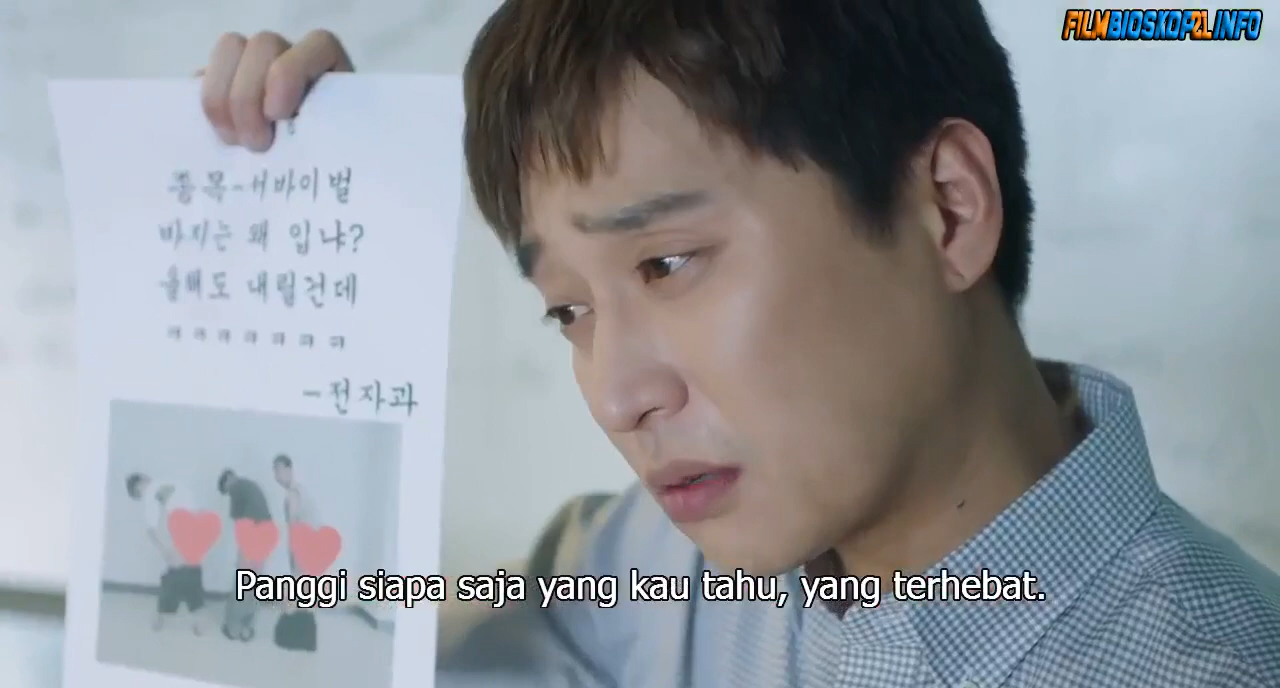 FILMBIOSKOP21.INFO
종목-서바이벌
바지는 왜 입냐?
올해도 내릴건데
ㅋㅋㅋㅋㅋㅋㅋ
-전자과
Panggi siapa saja yang kau tahu, yang terhebat.